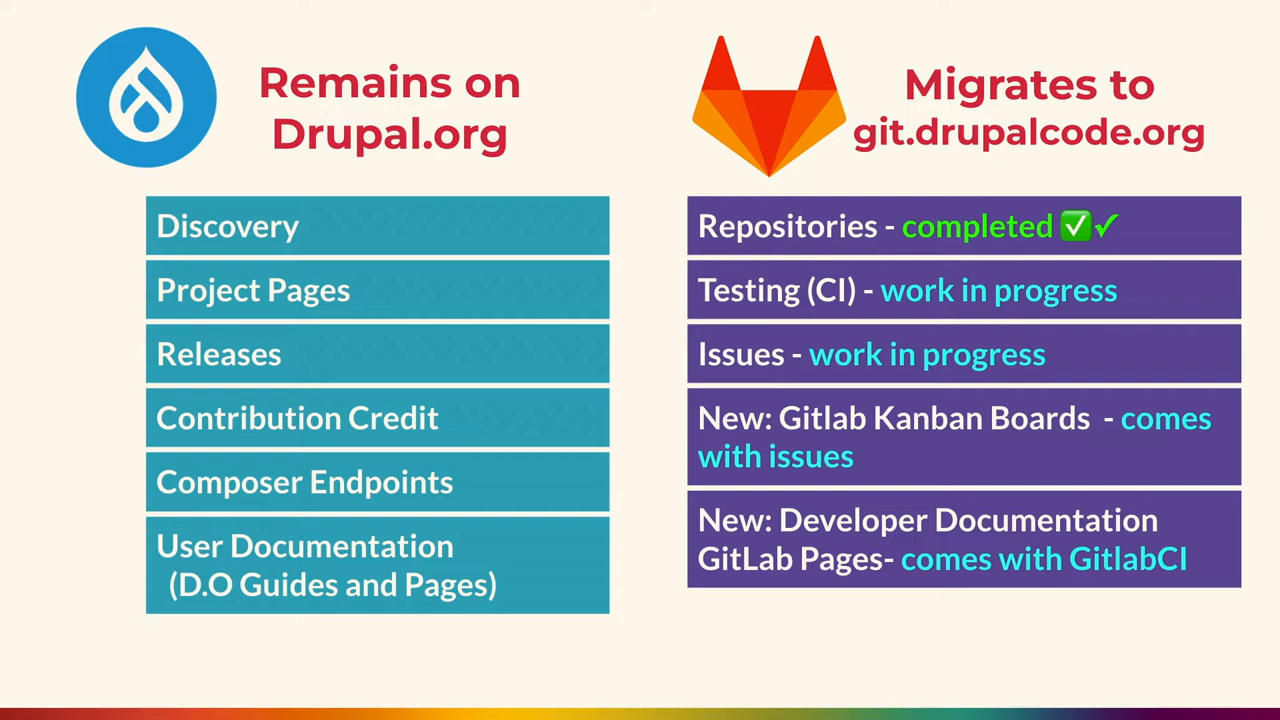 Remains on
Drupal.org
Discovery
Project Pages
Releases
Contribution Credit
Composer Endpoints
User Documentation
(D.O Guides and Pages)
Migrates to
git.drupalcode.org
Repositories - completed ✅✓
Testing (CI) - work in progress
Issues - work in progress
New: Gitlab Kanban Boards - comes
with issues
New: Developer Documentation
GitLab Pages- comes with GitlabCI